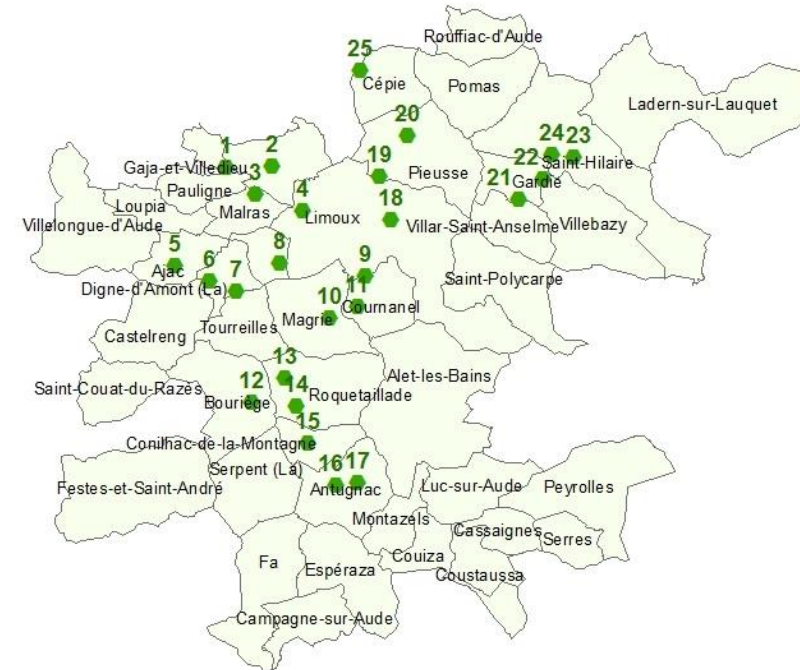 Rouffiac-d'Aude
25
Cépie
Pomas
Ladern-sur-Lauquet
20
24
23
1
2
19
22
Saint-Hilaire
Gaja-et-Villedieu
Pieusse
21
Gardie
3
Pauligne
4
Loupia
Malras
Limoux
18
Villelongue-d'Aude
Villar-Saint-Anselme
Villebazy
5
6
8
9
Ajac
7
Saint-Polycarpe
Digne-d'Amont (La)
10
11
Cournanel
Magrie
Tourreilles
Castelreng
13
Alet-les-Bains
12
14
Saint-Couat-du-Razès
Bouriège
Roquetaillade
15
Conilhac-de-la-Montagne
Serpent (La)
16
17
Festes-et-Saint-André
Antugnac
Luc-sur-Aude
Peyrolles
Montazels
Cassaignes
Serres
Couiza
Fa
Espéraza
Coustaussa
Campagne-sur-Aude